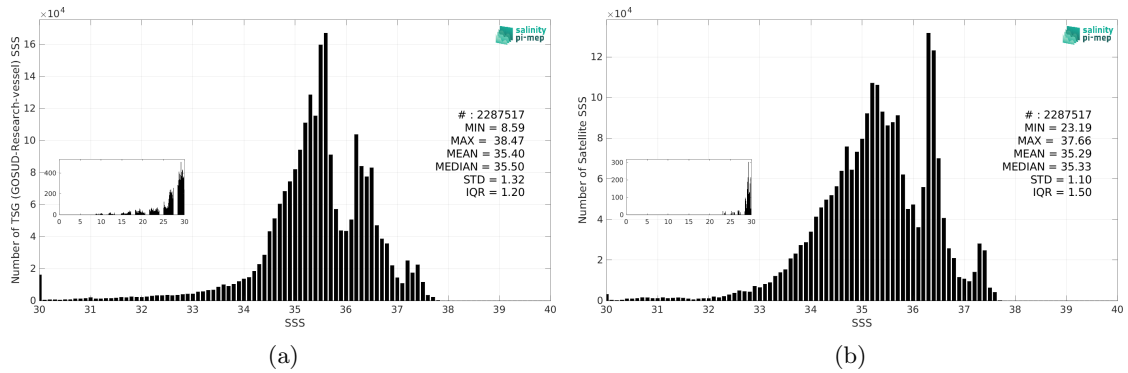 ×10⁴
salinity
pi-mep
Number of TSG (GOSUD-Research-vessel) SSS
16
14
12
10
8
6
4
2
0
# : 2287517
MIN = 8.59
MAX = 38.47
MEAN = 35.40
MEDIAN = 35.50
STD = 1.32
IQR = 1.20
400
200
0
0 5 10 15 20 25 30
30 31 32 33 34 35 36 37 38 39 40
SSS
(a)
×10⁴
salinity
pi-mep
Number of Satellite SSS
12
10
8
6
4
2
0
# : 2287517
MIN = 23.19
MAX = 37.66
MEAN = 35.29
MEDIAN = 35.33
STD = 1.10
IQR = 1.50
300
200
100
0
0 5 10 15 20 25 30
30 31 32 33 34 35 36 37 38 39 40
SSS
(b)